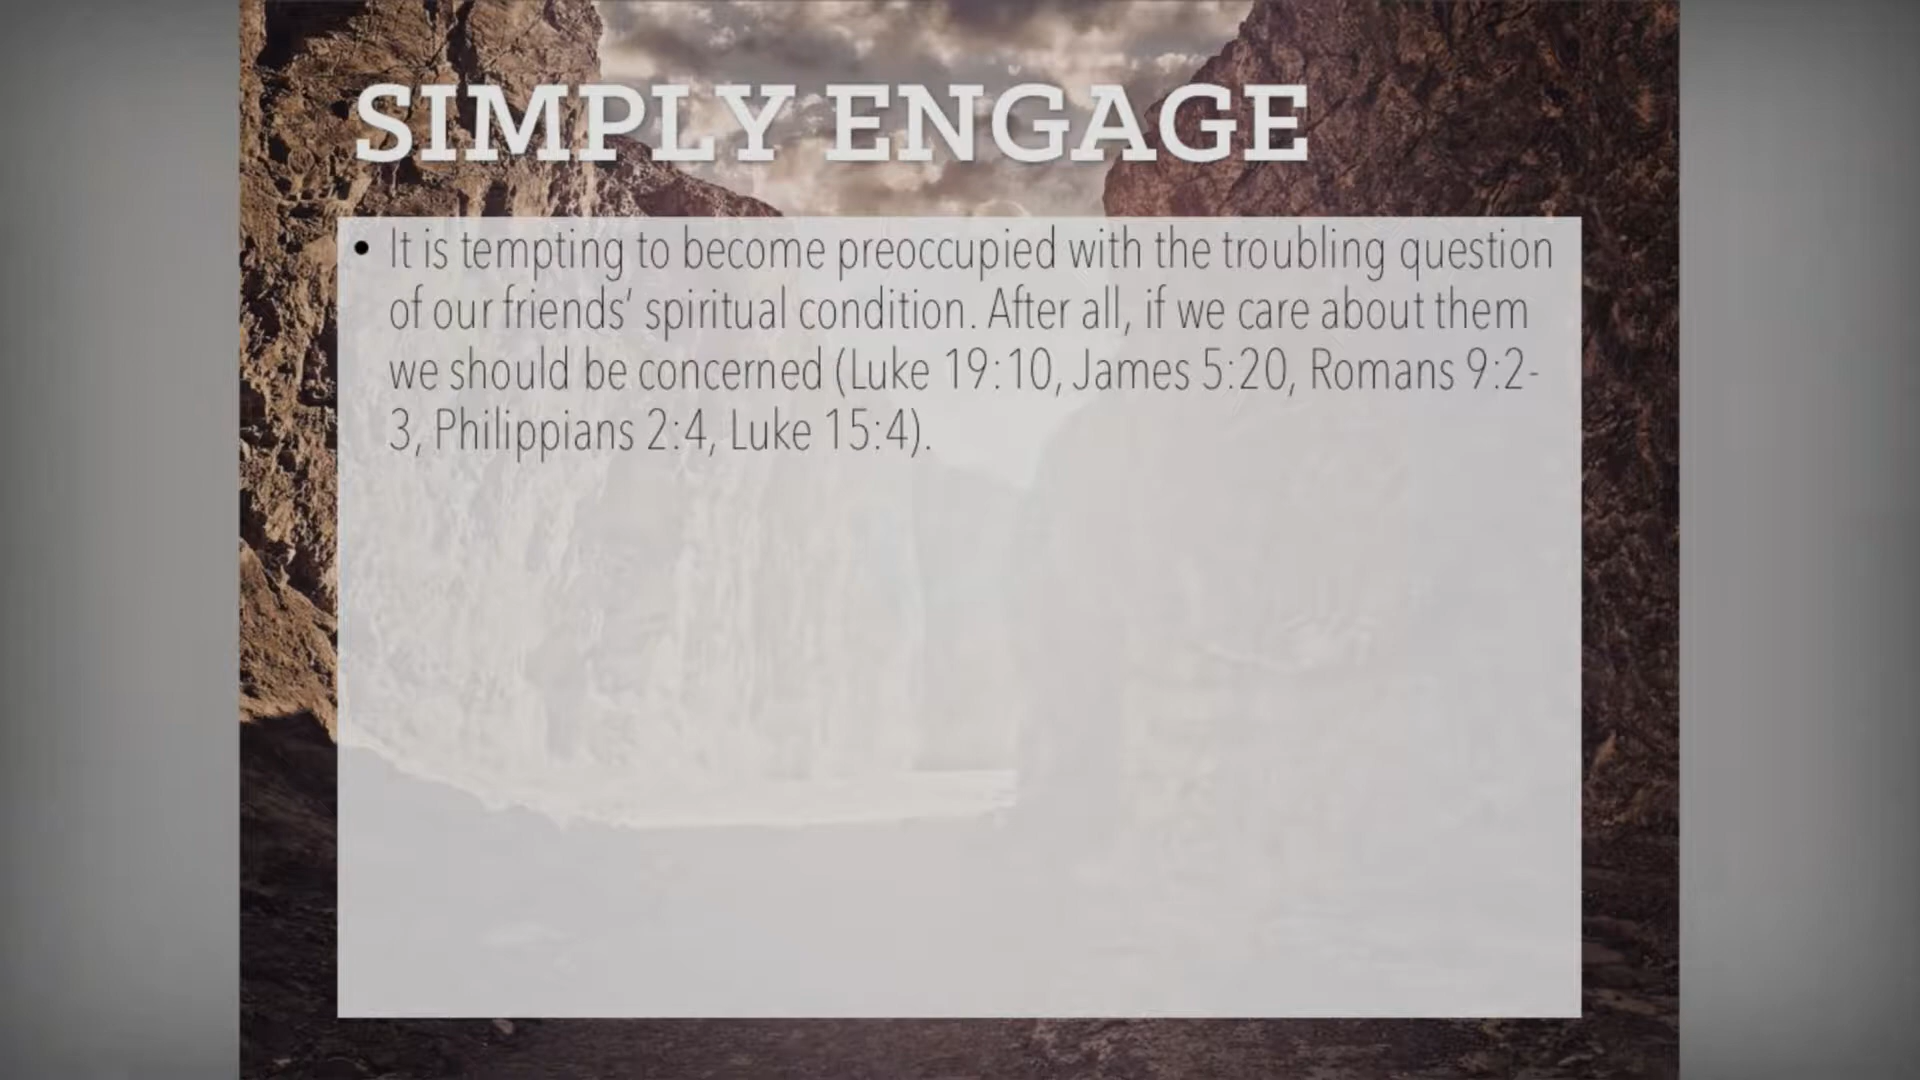 SIMPLY ENGAGE
• It is tempting to become preoccupied with the troubling question
of our friends’ spiritual condition. After all, if we care about them
we should be concerned (Luke 19:10, James 5:20, Romans 9:2-
3, Philippians 2:4, Luke 15:4).